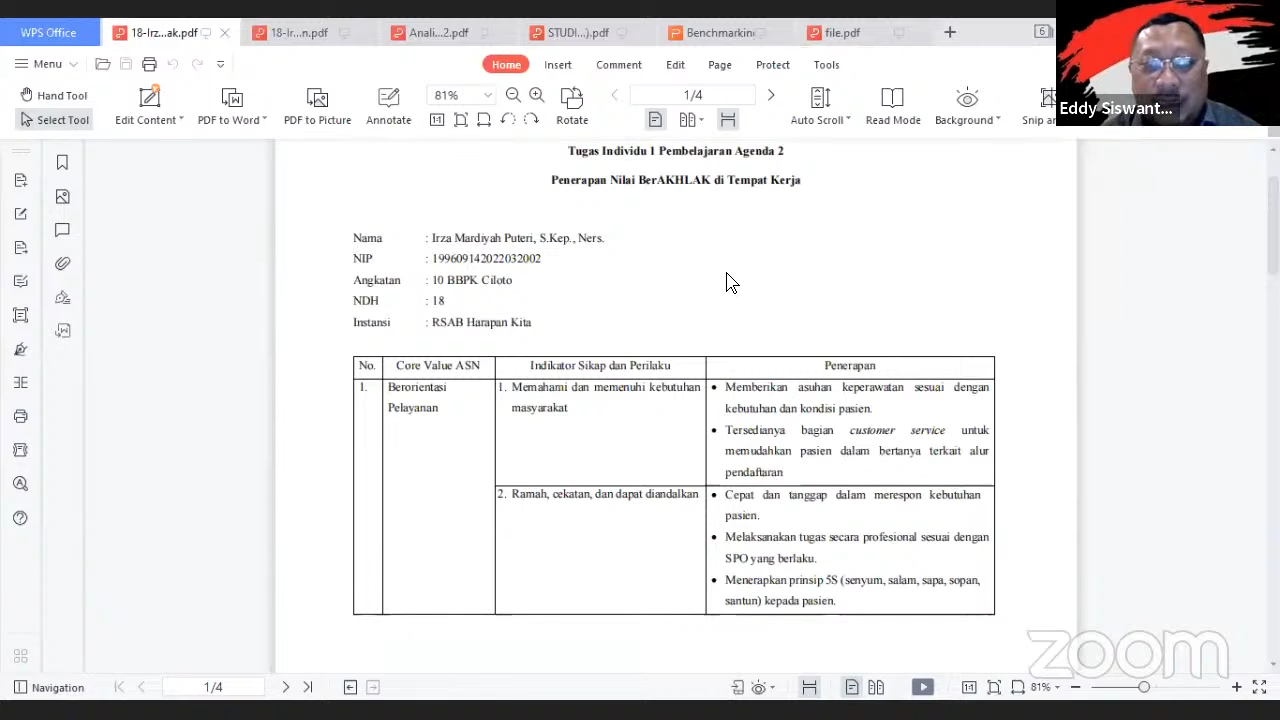 WPS Office
18-Irz...ak.pdf
18-Ir...n.pdf
Anali...2.pdf
STUDI...).pdf
Benchmarkin
file.pdf
6
Menu
Home
Insert
Comment
Edit
Page
Protect
Tools
Hand Tool
Select Tool
Edit Content
PDF to Word
PDF to Picture
Annotate
81%
Rotate
1/4
Auto Scroll
Read Mode
Background
Snip an
Eddy Siswant...
Tugas Individu 1 Pembelajaran Agenda 2
Penerapan Nilai BerAKHLAK di Tempat Kerja
Nama : Irza Mardiyah Puteri, S.Kep., Ners.
NIP : 199609142022032002
Angkatan : 10 BBPK Ciloto
NDH : 18
Instansi : RSAB Harapan Kita
No. Core Value ASN Indikator Sikap dan Perilaku Penerapan
1. Berorientasi
Pelayanan
1. Memahami dan memenuhi kebutuhan
masyarakat
• Memberikan asuhan keperawatan sesuai dengan
kebutuhan dan kondisi pasien.
• Tersedianya bagian customer service untuk
memudahkan pasien dalam bertanya terkait alur
pendaftaran
2. Ramah, cekatan, dan dapat diandalkan
• Cepat dan tanggap dalam merespon kebutuhan
pasien.
• Melaksanakan tugas secara profesional sesuai dengan
SPO yang berlaku.
• Menerapkan prinsip 5S (senyum, salam, sapa, sopan,
santun) kepada pasien.
zoom
Navigation
1/4
81%